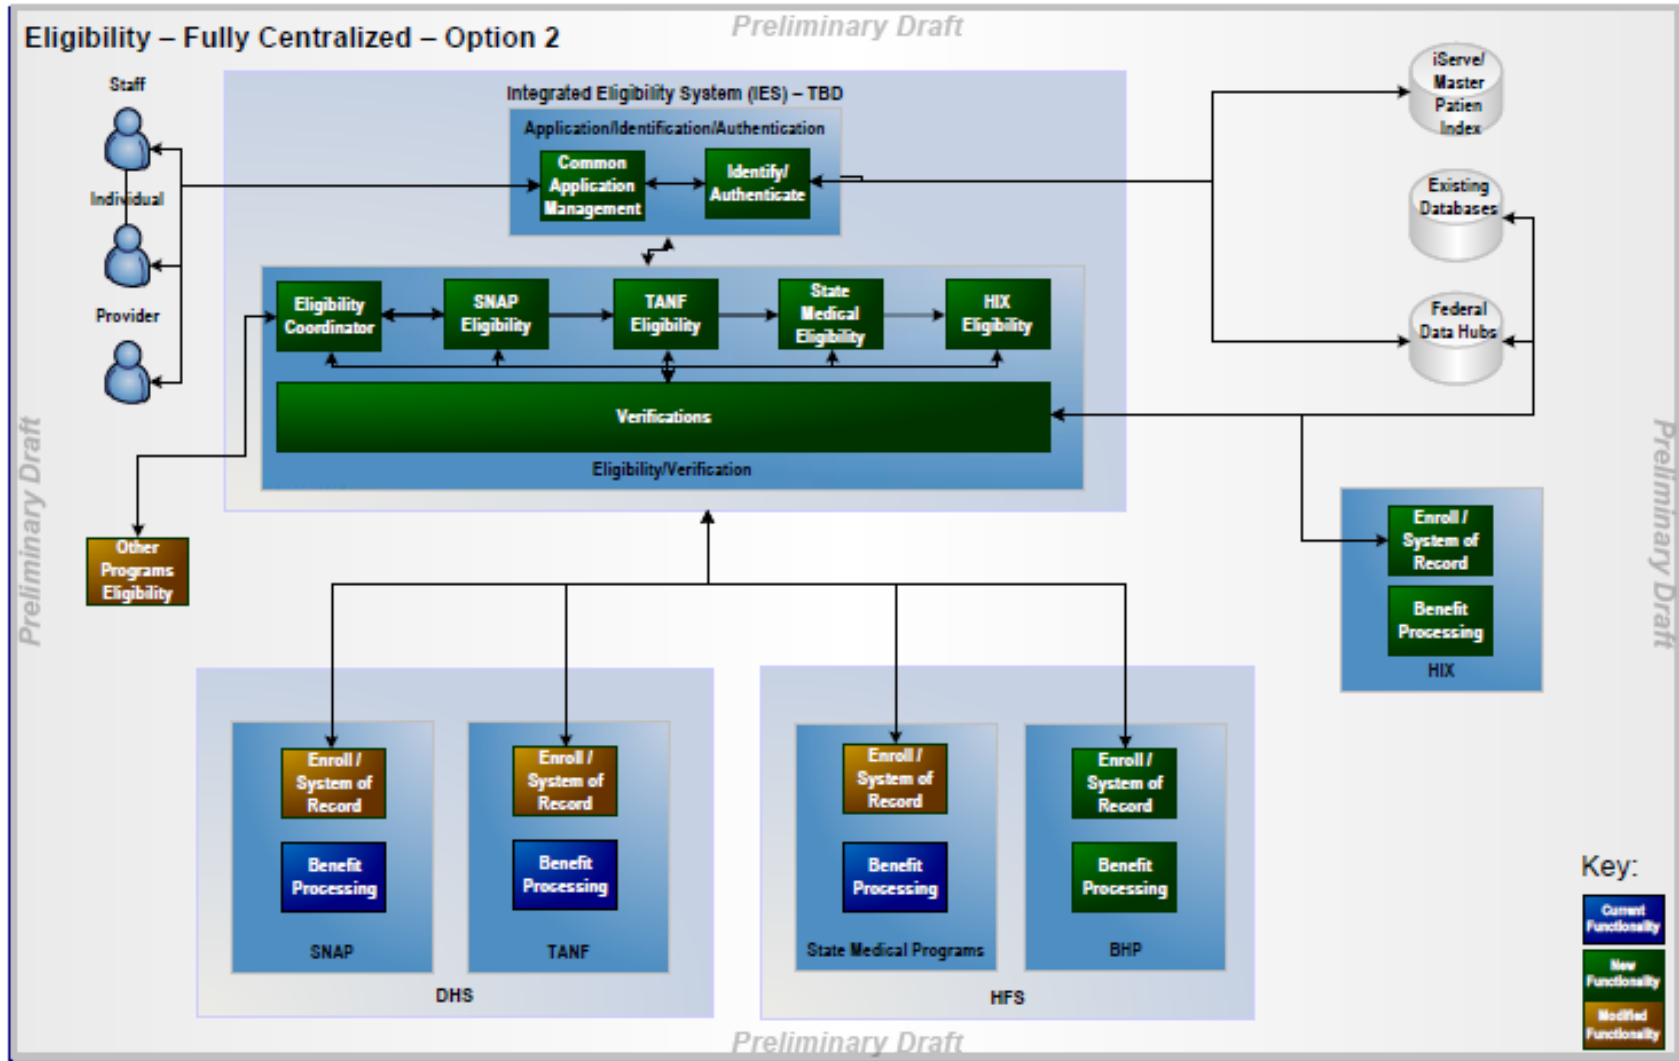 Preliminary Draft
Eligibility – Fully Centralized – Option 2
Staff
Individual
Provider
Integrated Eligibility System (IES) – TBD
Application/Identification/Authentication
Common
Application
Management
Identify/
Authenticate
iServe/
Master
Patien
Index
Existing
Databases
Federal
Data Hubs
Eligibility
Coordinator
SNAP
Eligibility
TANF
Eligibility
State
Medical
Eligibility
HIX
Eligibility
Verifications
Eligibility/Verification
Preliminary Draft
Preliminary Draft
Other
Programs
Eligibility
Enroll /
System of
Record
Benefit
Processing
HIX
Enroll /
System of
Record
Benefit
Processing
SNAP
Enroll /
System of
Record
Benefit
Processing
TANF
DHS
Enroll /
System of
Record
Benefit
Processing
State Medical Programs
Enroll /
System of
Record
Benefit
Processing
BHP
HFS
Key:
Current
Functionality
New
Functionality
Modified
Functionality
Preliminary Draft